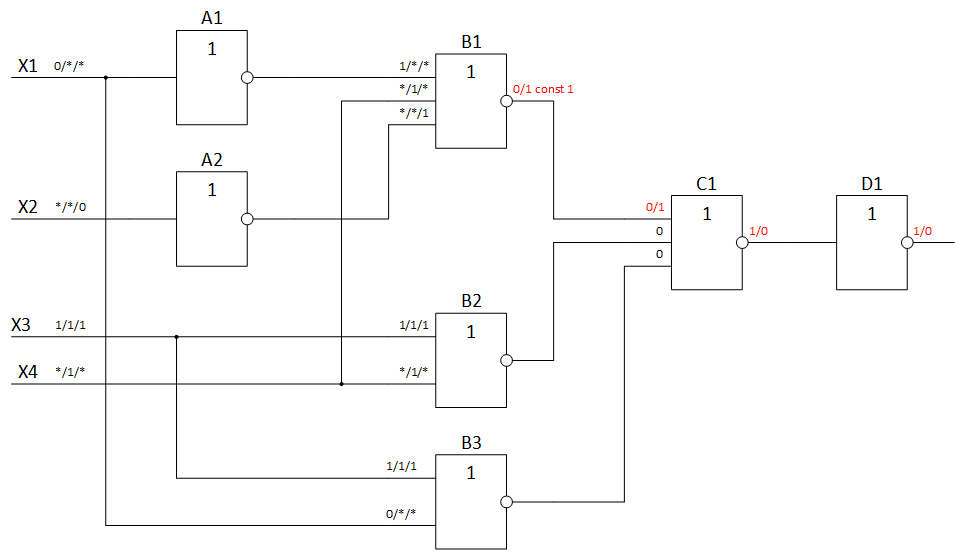 A1
1
X1 0/*/*
B1
1
1/*/*
*/1/*
*/*/1
0/1 const 1
A2
1
X2 */*/0
C1
1
0/1
0
0
1/0
D1
1
1/0
X3 1/1/1
X4 */1/*
B2
1
1/1/1
*/1/*
B3
1
1/1/1
0/*/*